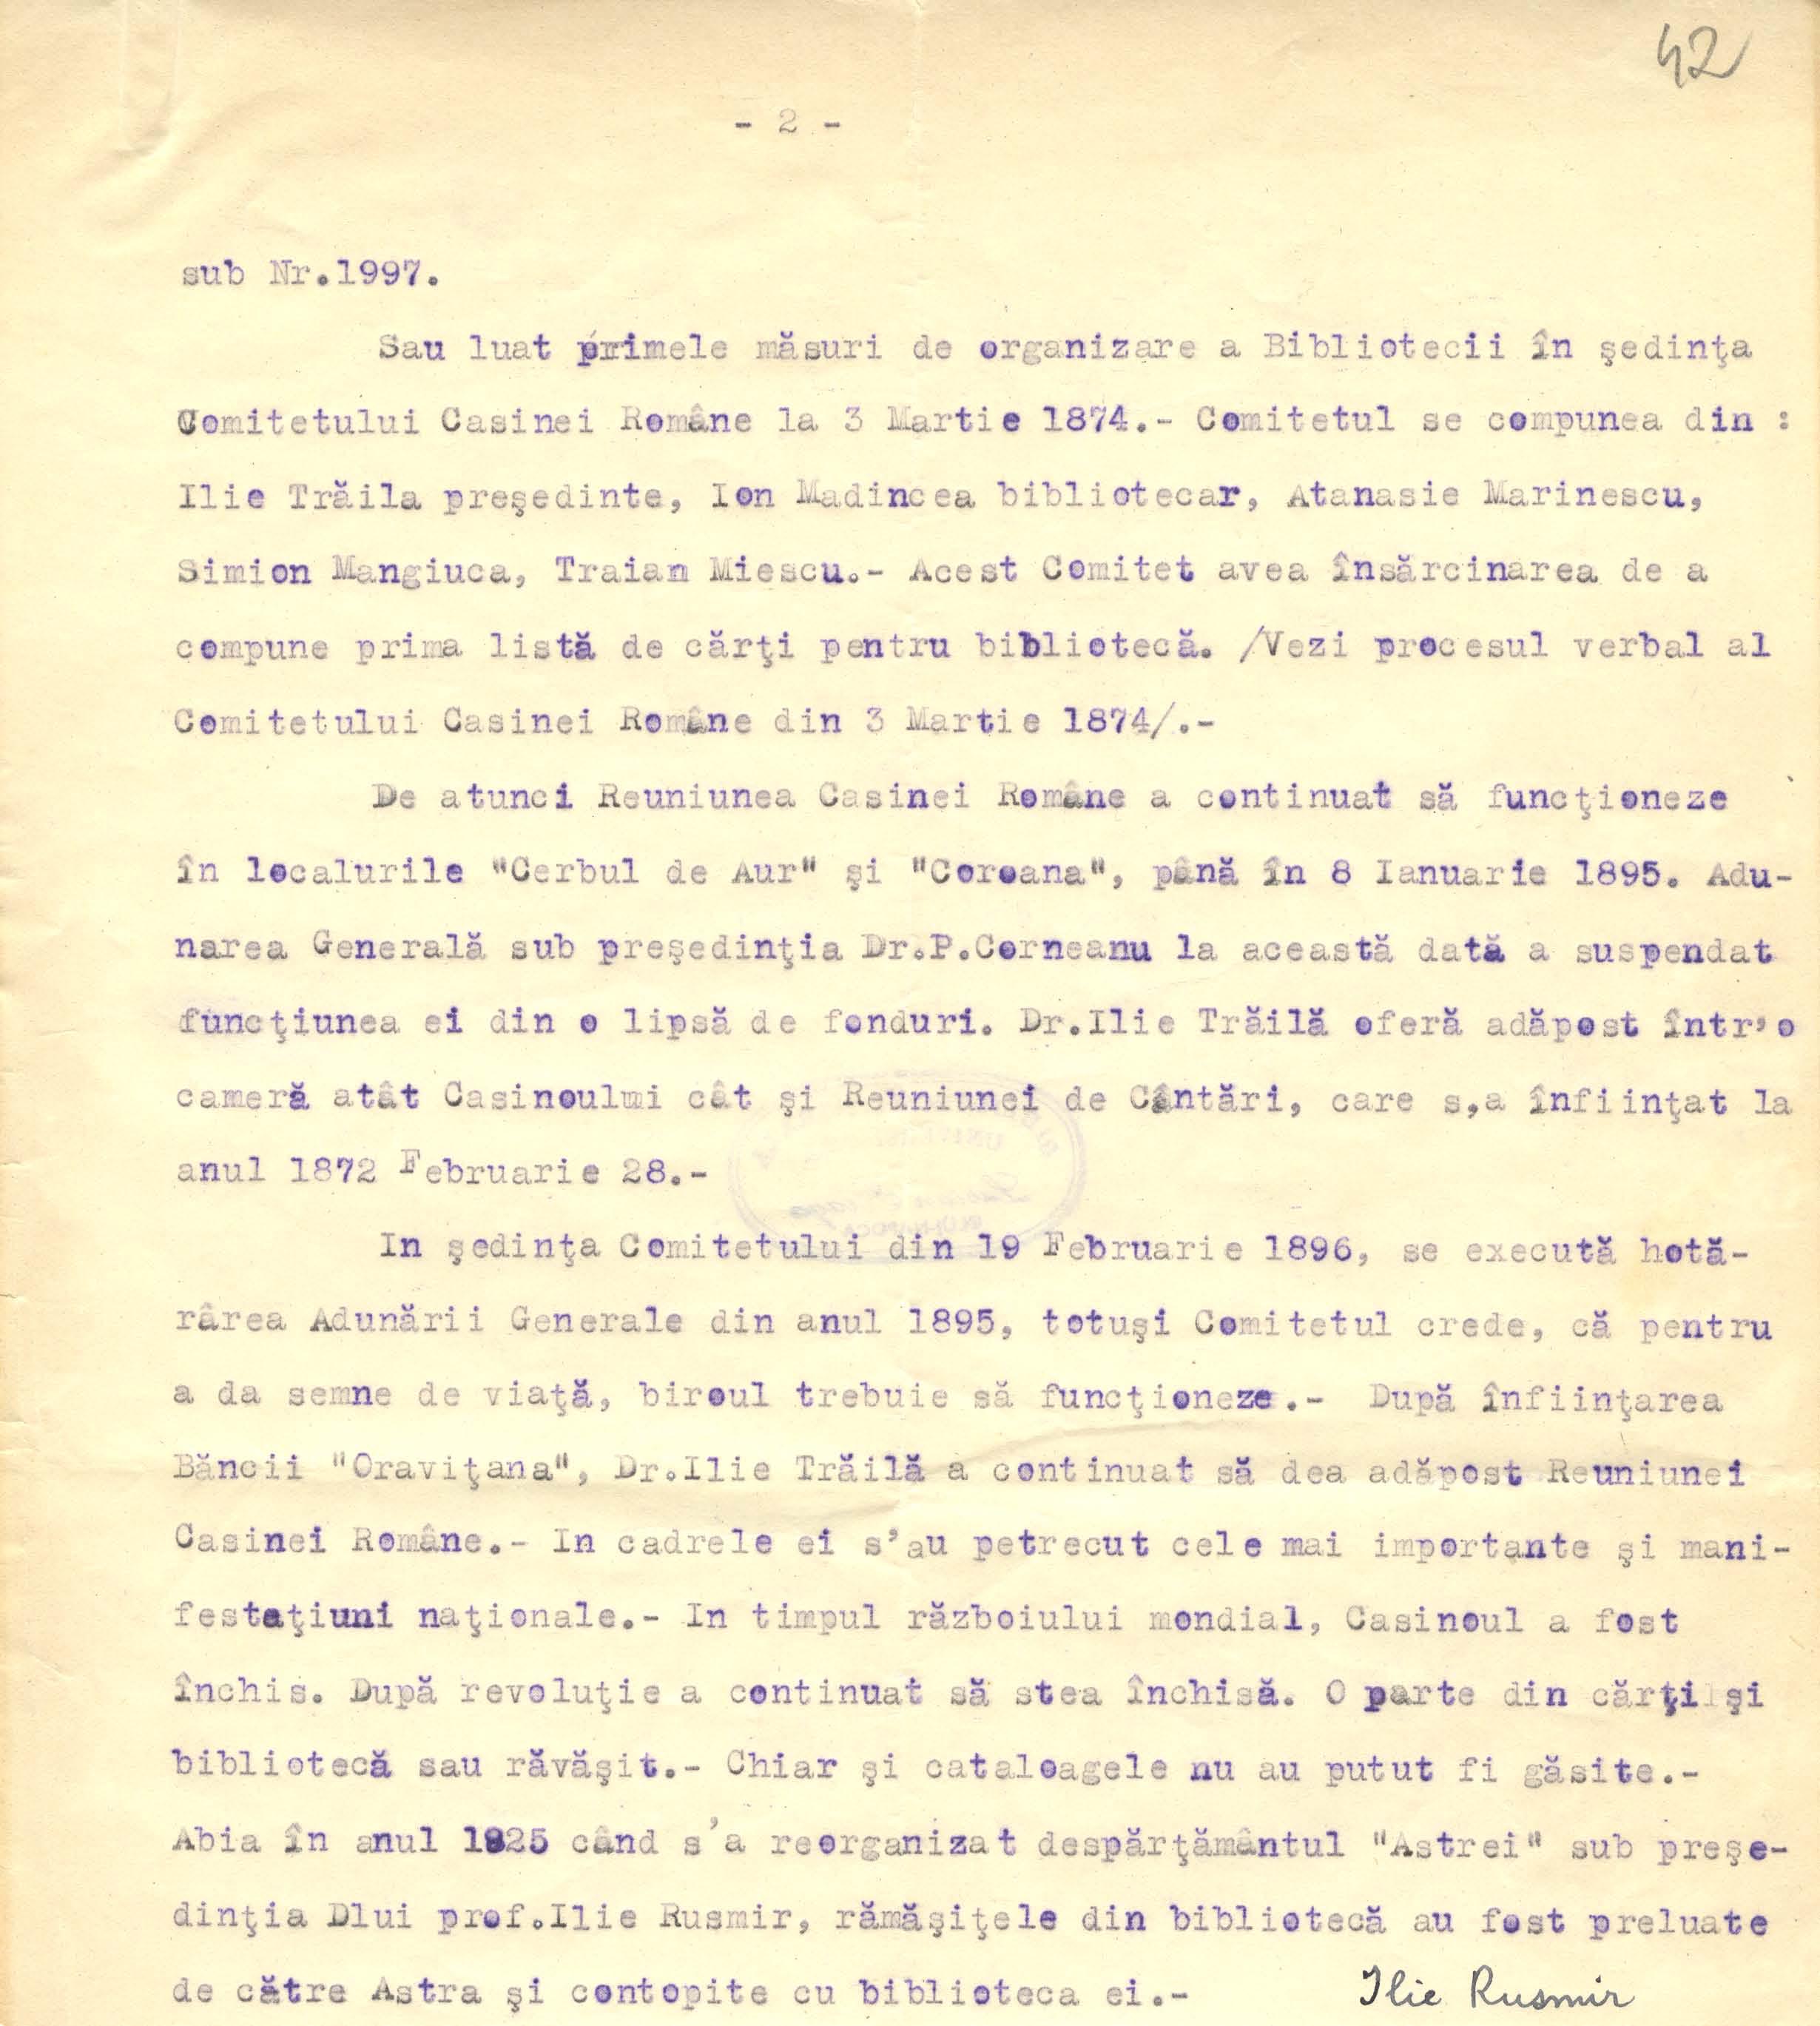 42
- 2 -
sub Nr.1997.
Sau luat primele măsuri de organizare a Bibliotecii în şedinţa
Comitetului Casinei Române la 3 Martie 1874.- Comitetul se compunea din :
Ilie Trăila preşedinte, Ion Madincea bibliotecar, Atanasie Marinescu,
Simion Mangiuca, Traian Miescu.- Acest Comitet avea însărcinarea de a
compune prima listă de cărţi pentru bibliotecă. /Vezi procesul verbal al
Comitetului Casinei Române din 3 Martie 1874/.-
De atunci Reuniunea Casinei Române a continuat să funcţioneze
în localurile "Cerbul de Aur" şi "Coroana", până în 8 Ianuarie 1895. Adu-
narea Generală sub preşedinţia Dr.P.Corneanu la această dată a suspendat
funcţiunea ei din o lipsă de fonduri. Dr.Ilie Trăilă oferă adăpost într'o
cameră atât Casinoului cât şi Reuniunei de Cântări, care s,a înfiinţat la
anul 1872 Februarie 28.-
In şedinţa Comitetului din 19 Februarie 1896, se execută hotă-
rârea Adunării Generale din anul 1895, totuşi Comitetul crede, că pentru
a da semne de viaţă, biroul trebuie să funcţioneze.- După înfiinţarea
Băncii "Oraviţana", Dr.Ilie Trăilă a continuat să dea adăpost Reuniunei
Casinei Române.- In cadrele ei s'au petrecut cele mai importante şi mani-
festaţiuni naţionale.- In timpul războiului mondial, Casinoul a fost
închis. După revoluţie a continuat să stea închisă. O parte din cărţi şi
bibliotecă sau răvăşit.- Chiar şi cataloagele nu au putut fi găsite.-
Abia în anul 1925 când s'a reorganizat despărţământul "Astrei" sub preşe-
dinţia Dlui prof.Ilie Rusmir, rămăşiţele din bibliotecă au fost preluate
de către Astra şi contopite cu biblioteca ei.- Ilie Rusmir